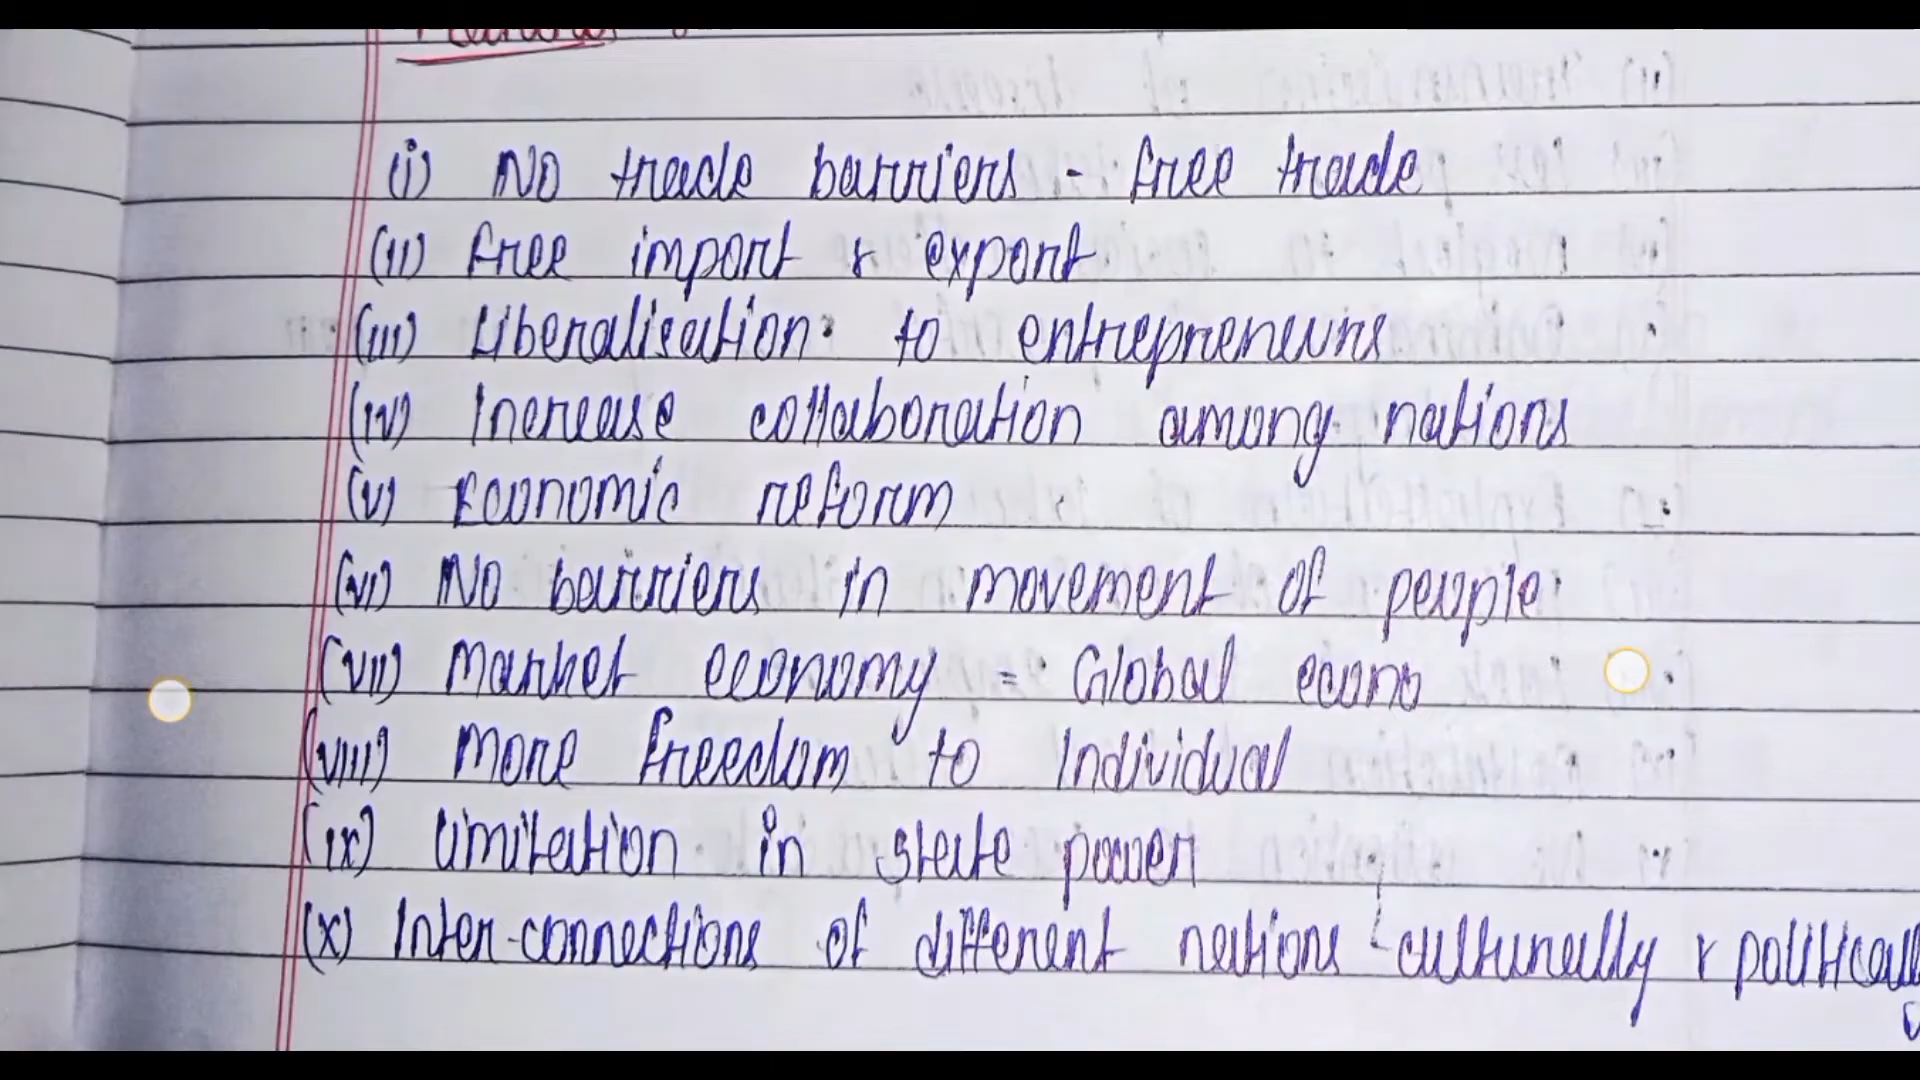 (i) No trade barriers - free trade
(ii) free import & export
(iii) Liberalisation to entrepreneurs
(iv) Increase collaboration among nations
(v) Economic reform
(vi) No barriers in movement of people
(vii) Market economy = Global econo
(viii) More freedom to Individual
(ix) Limitation in state power
(x) Inter-connections of different nations - culturally & politically